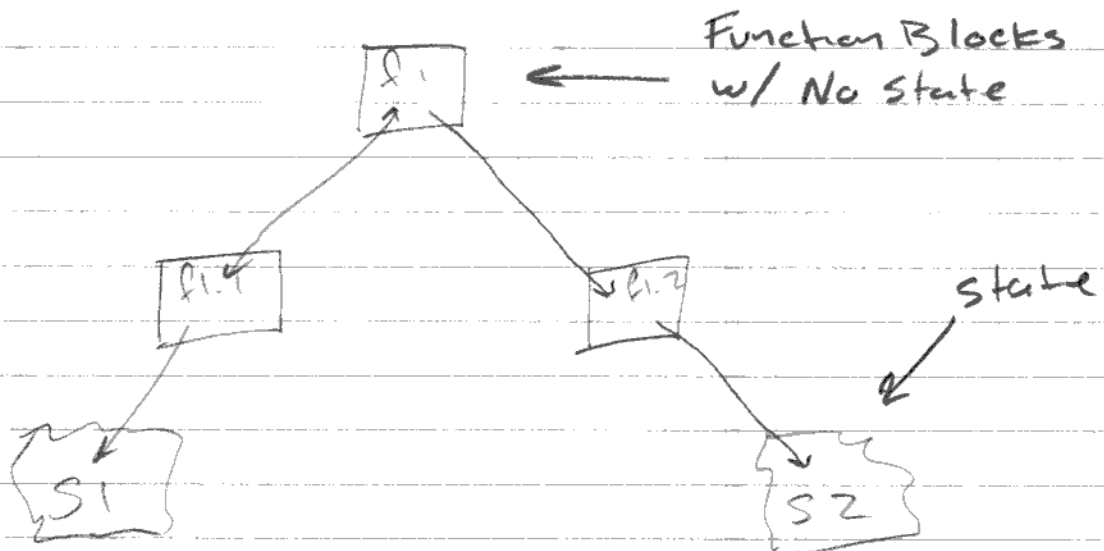 Function Blocks
w/ No State
f1
f1.1
f1.2
state
S1
S2